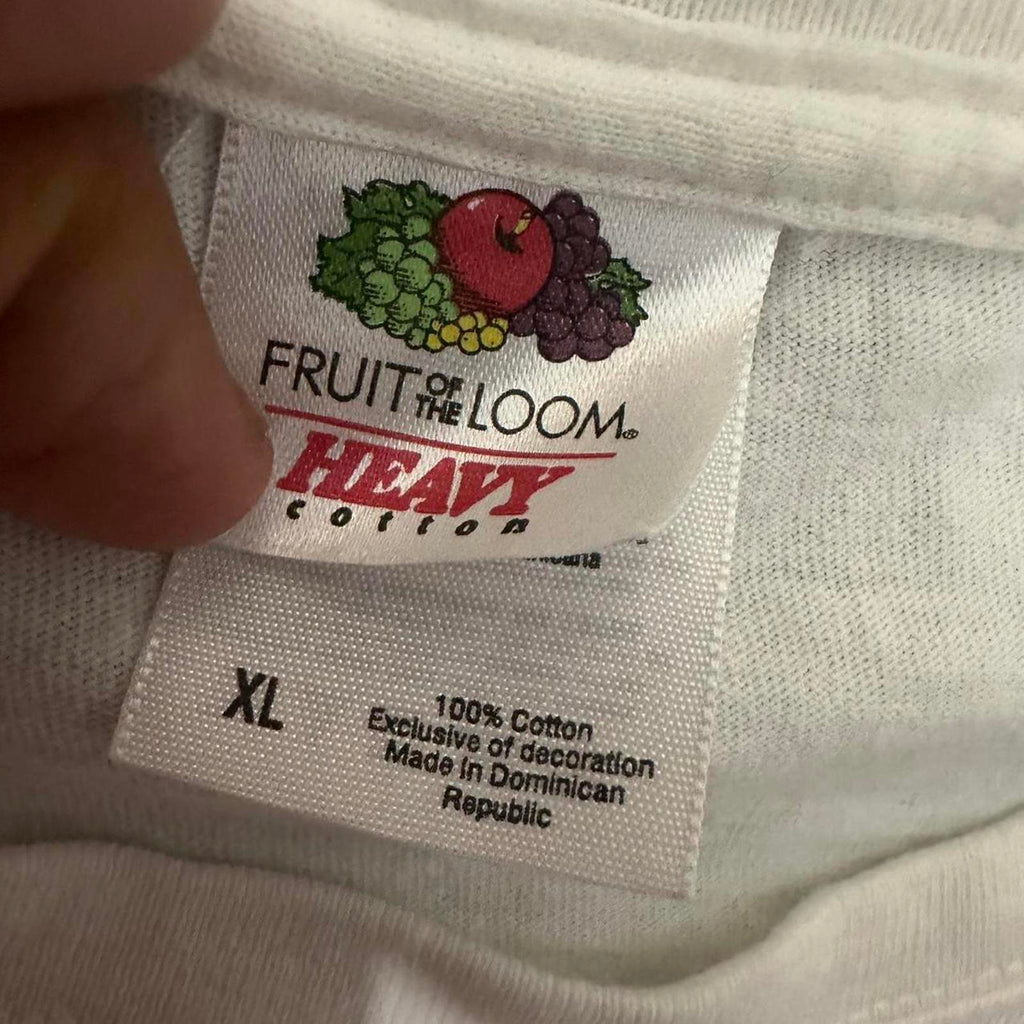 FRUIT OF THE LOOM®
HEAVY
cotton
XL
100% Cotton
Exclusive of decoration
Made in Dominican
Republic